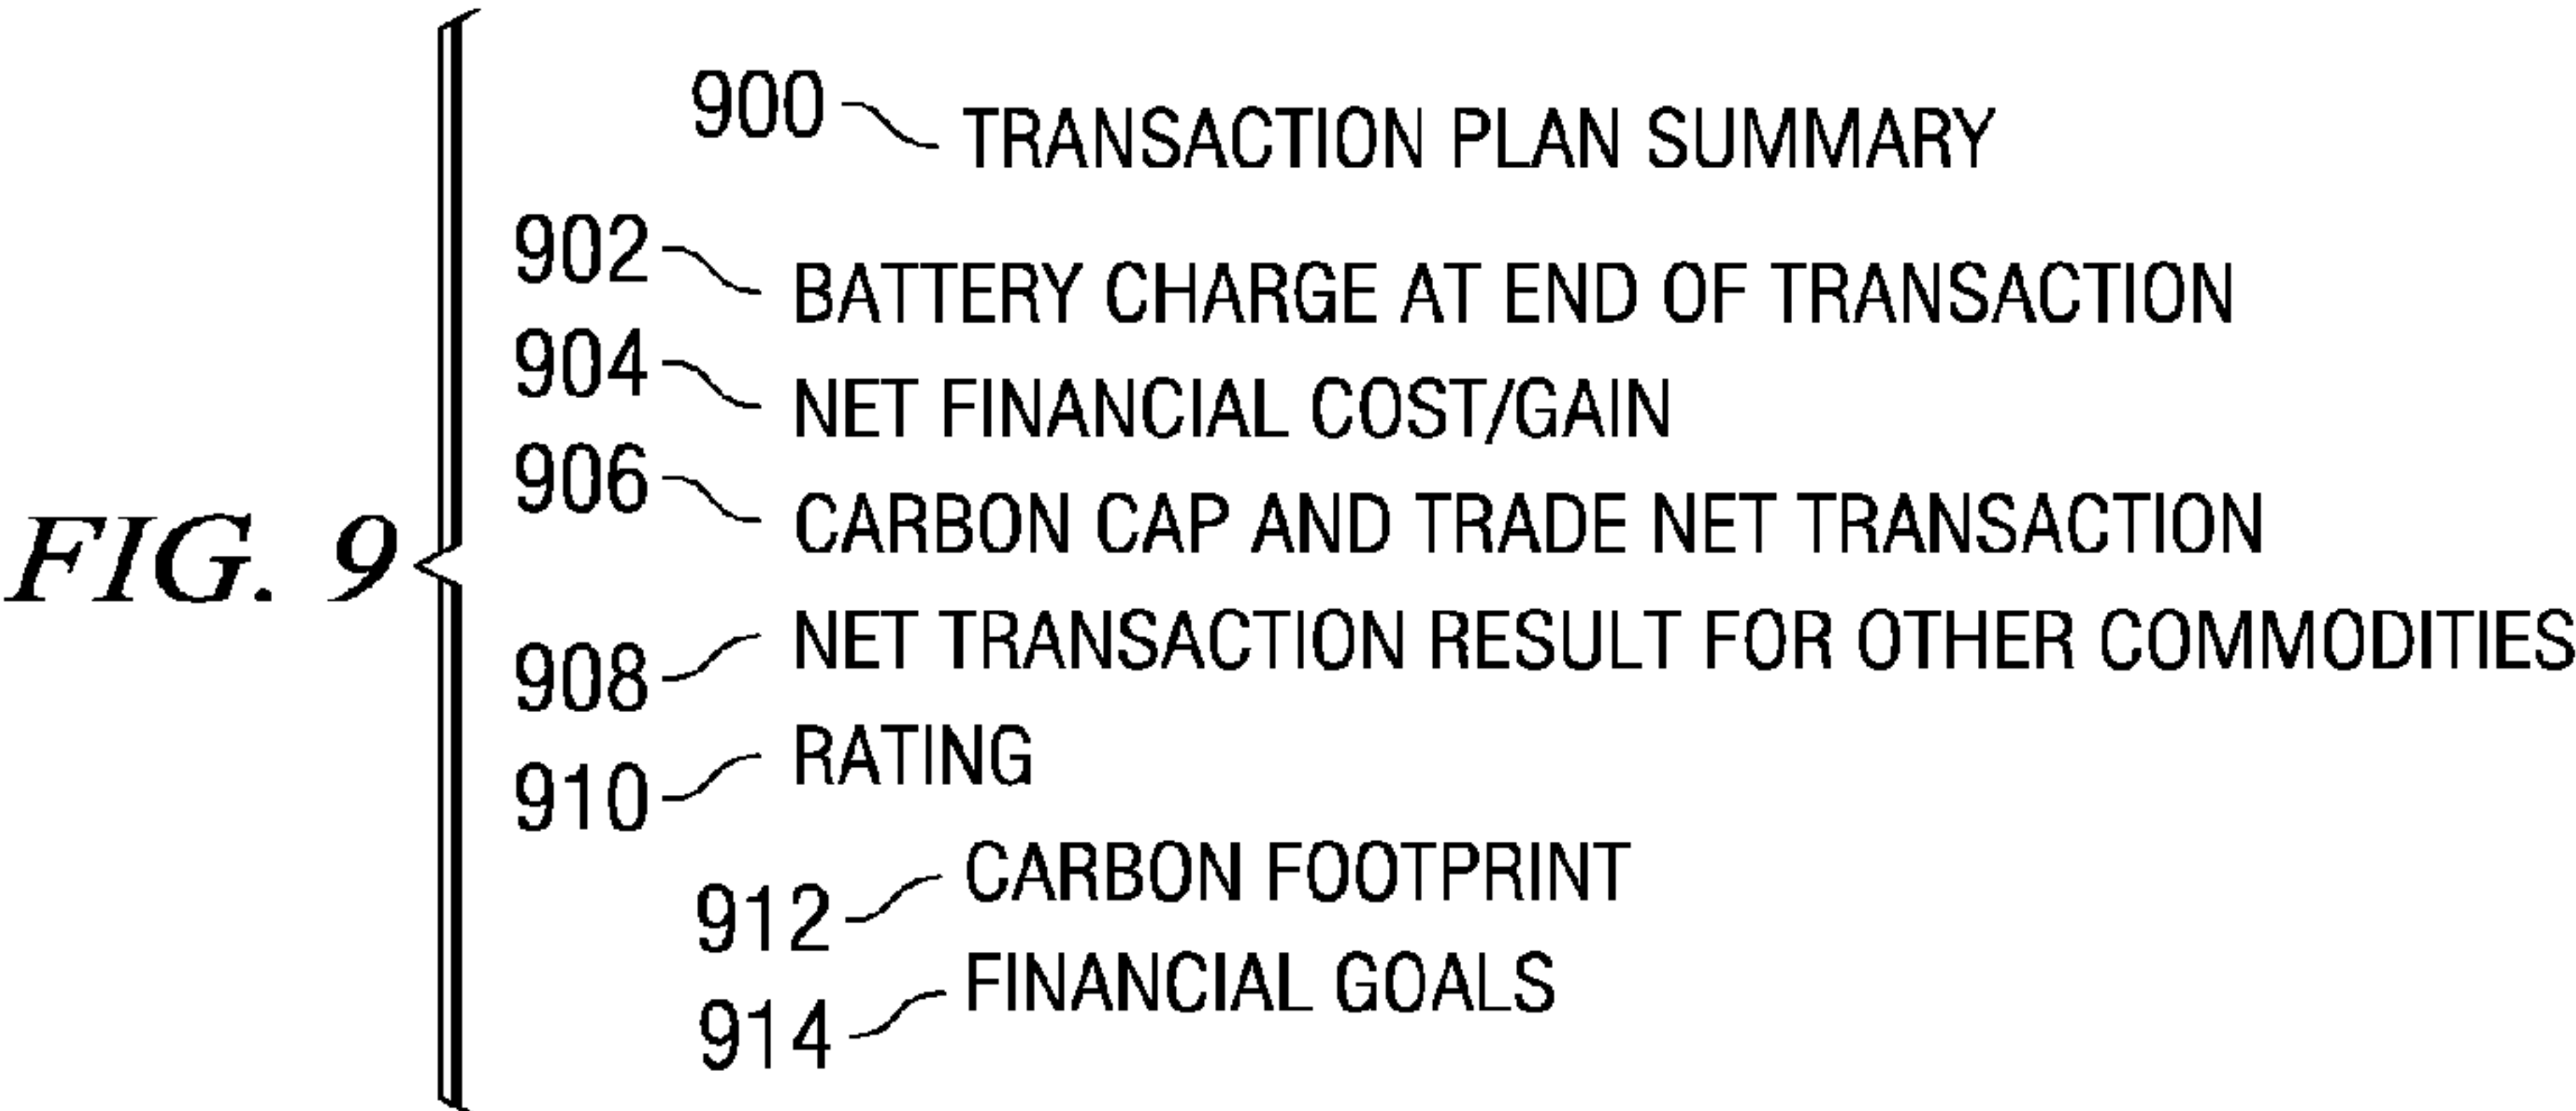 900 TRANSACTION PLAN SUMMARY
902 BATTERY CHARGE AT END OF TRANSACTION
904 NET FINANCIAL COST/GAIN
906 CARBON CAP AND TRADE NET TRANSACTION
FIG. 9
908 NET TRANSACTION RESULT FOR OTHER COMMODITIES
910 RATING
912 CARBON FOOTPRINT
914 FINANCIAL GOALS